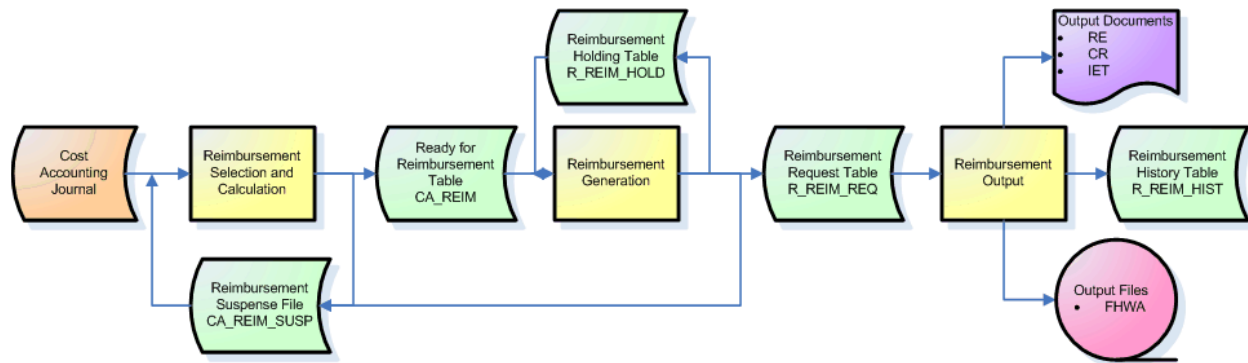 Output Documents
• RE
• CR
• IET
Reimbursement
Holding Table
R_REIM_HOLD
Cost
Accounting
Journal
Reimbursement
Selection and
Calculation
Ready for
Reimbursement
Table
CA_REIM
Reimbursement
Generation
Reimbursement
Request Table
R_REIM_REQ
Reimbursement
Output
Reimbursement
History Table
R_REIM_HIST
Reimbursement
Suspense File
CA_REIM_SUSP
Output Files
• FHWA